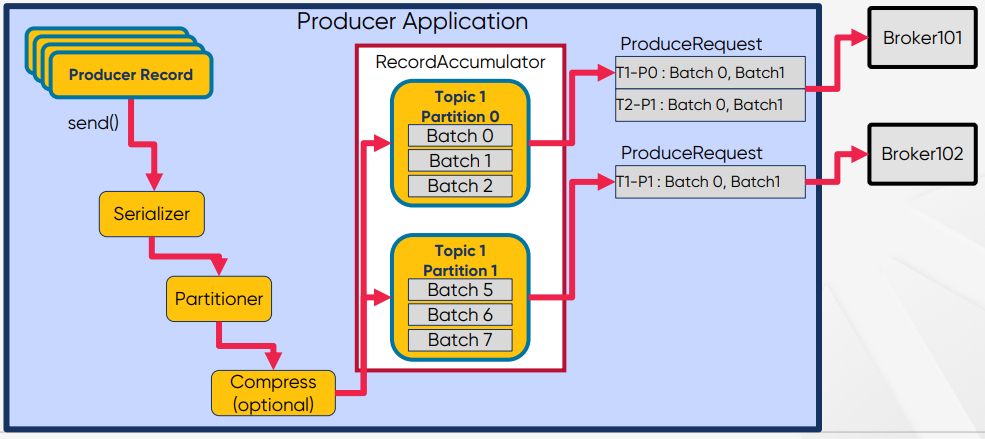 Producer Application
Producer Record
send()
Serializer
Partitioner
Compress
(optional)
RecordAccumulator
Topic 1
Partition 0
Batch 0
Batch 1
Batch 2
Topic 1
Partition 1
Batch 5
Batch 6
Batch 7
ProduceRequest
T1-P0 : Batch 0, Batch1
T2-P1 : Batch 0, Batch1
ProduceRequest
T1-P1 : Batch 0, Batch1
Broker101
Broker102